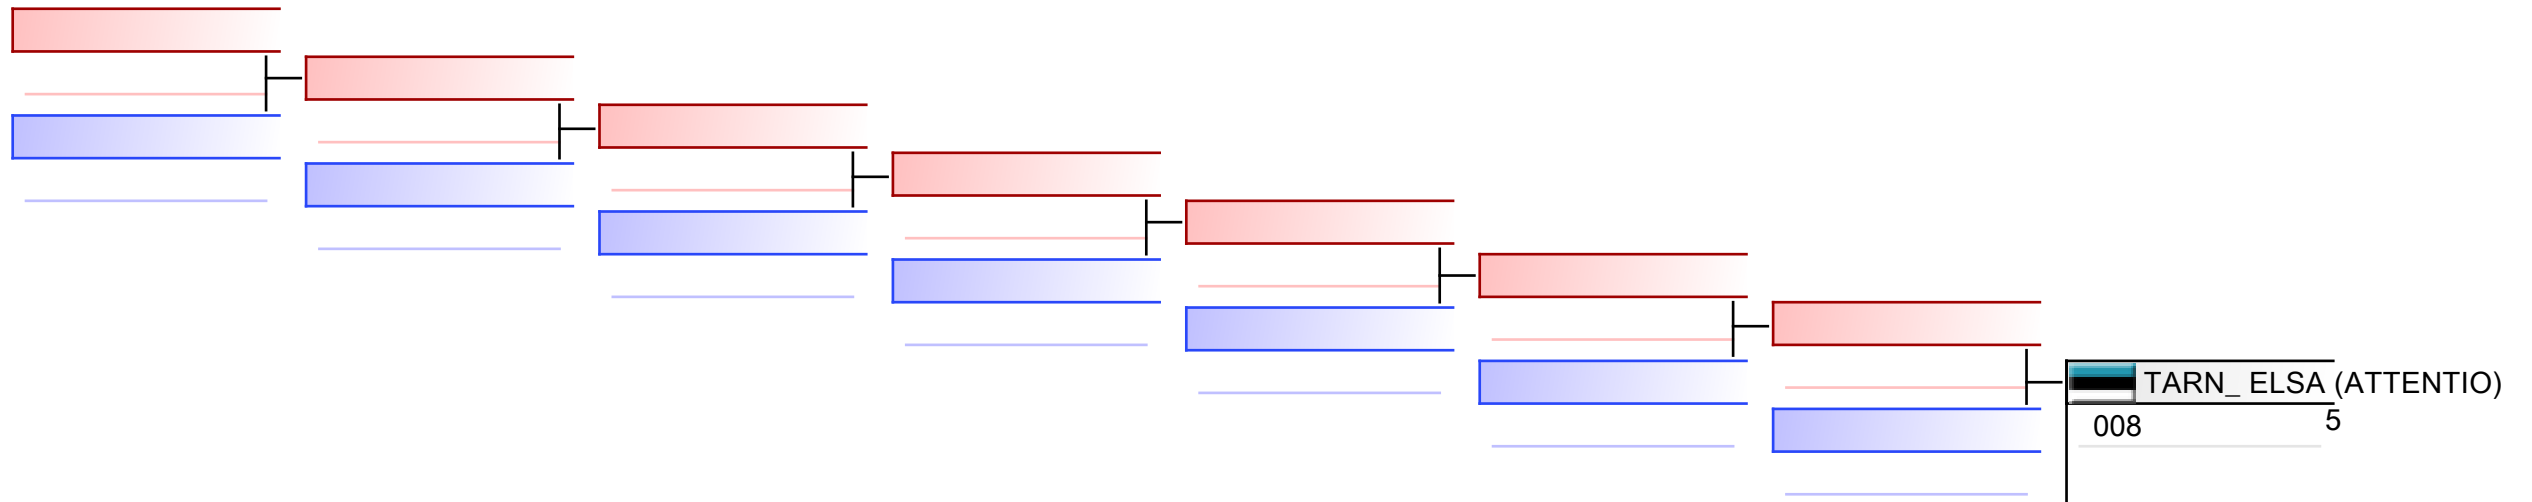 TARN_ ELSA (ATTENTIO)
008 5